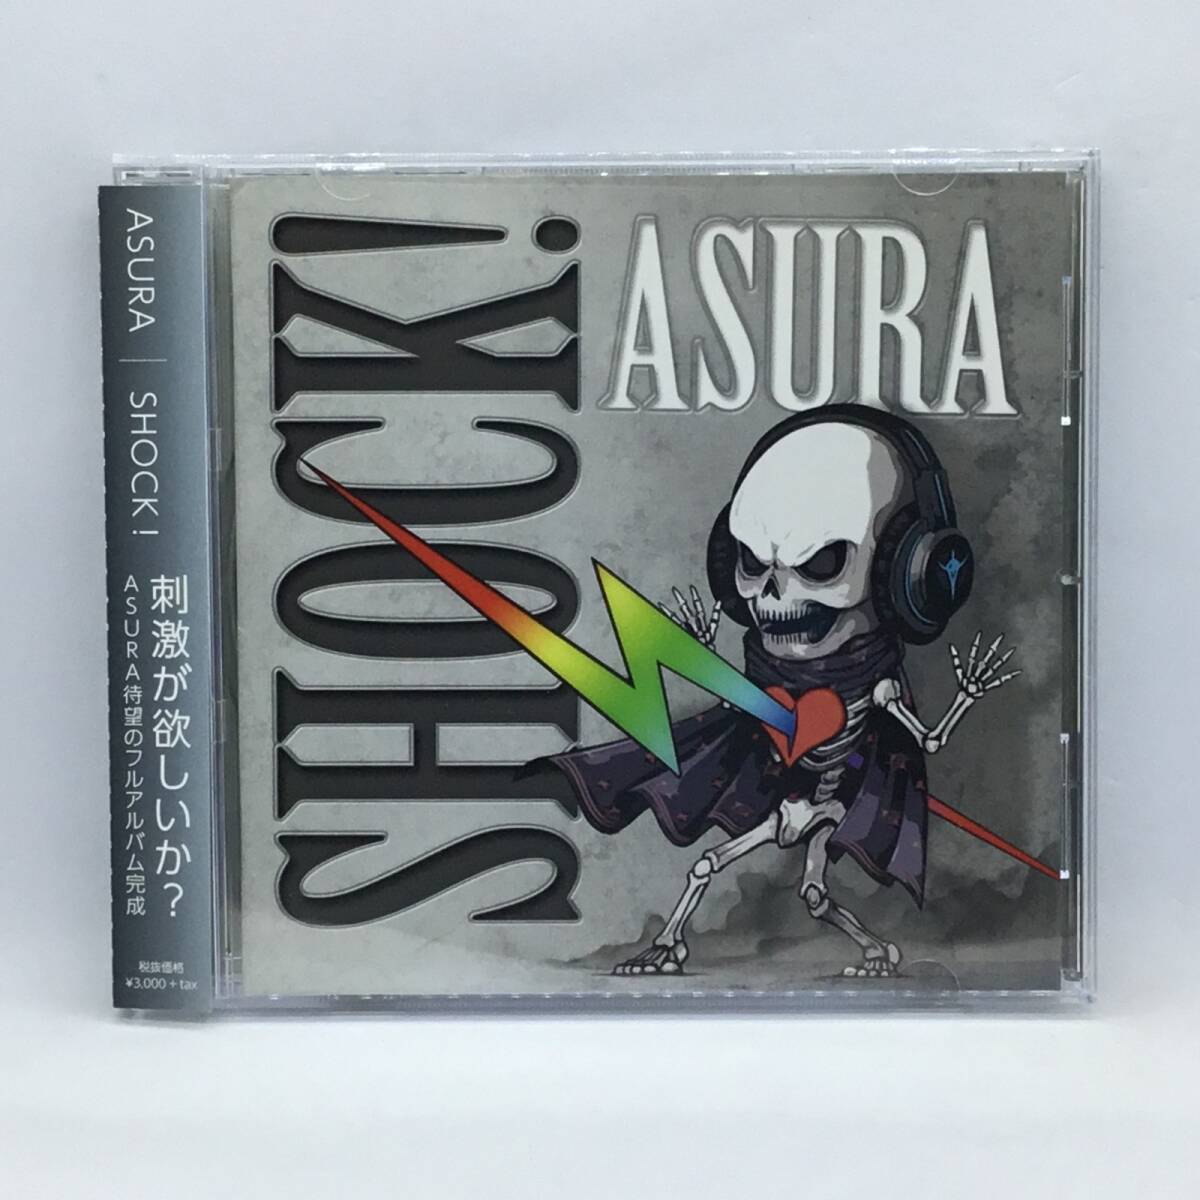 ASURA | SHOCK!
刺激が欲しいか?
ASURA待望のフルアルバム完成
税抜価格
¥3,000+tax
SHOCK!
ASURA